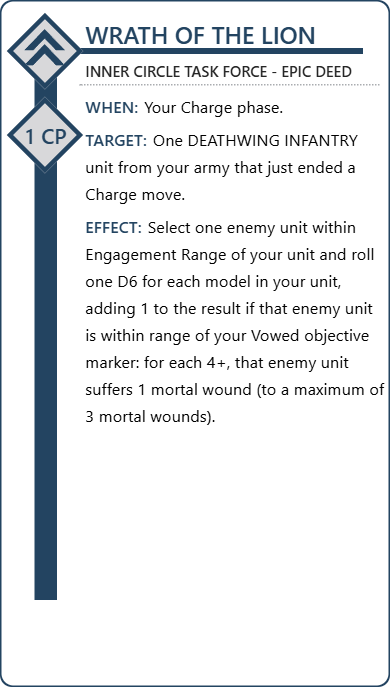 WRATH OF THE LION
INNER CIRCLE TASK FORCE - EPIC DEED
WHEN: Your Charge phase.
1 CP
TARGET: One DEATHWING INFANTRY
unit from your army that just ended a
Charge move.
EFFECT: Select one enemy unit within
Engagement Range of your unit and roll
one D6 for each model in your unit,
adding 1 to the result if that enemy unit
is within range of your Vowed objective
marker: for each 4+, that enemy unit
suffers 1 mortal wound (to a maximum of
3 mortal wounds).